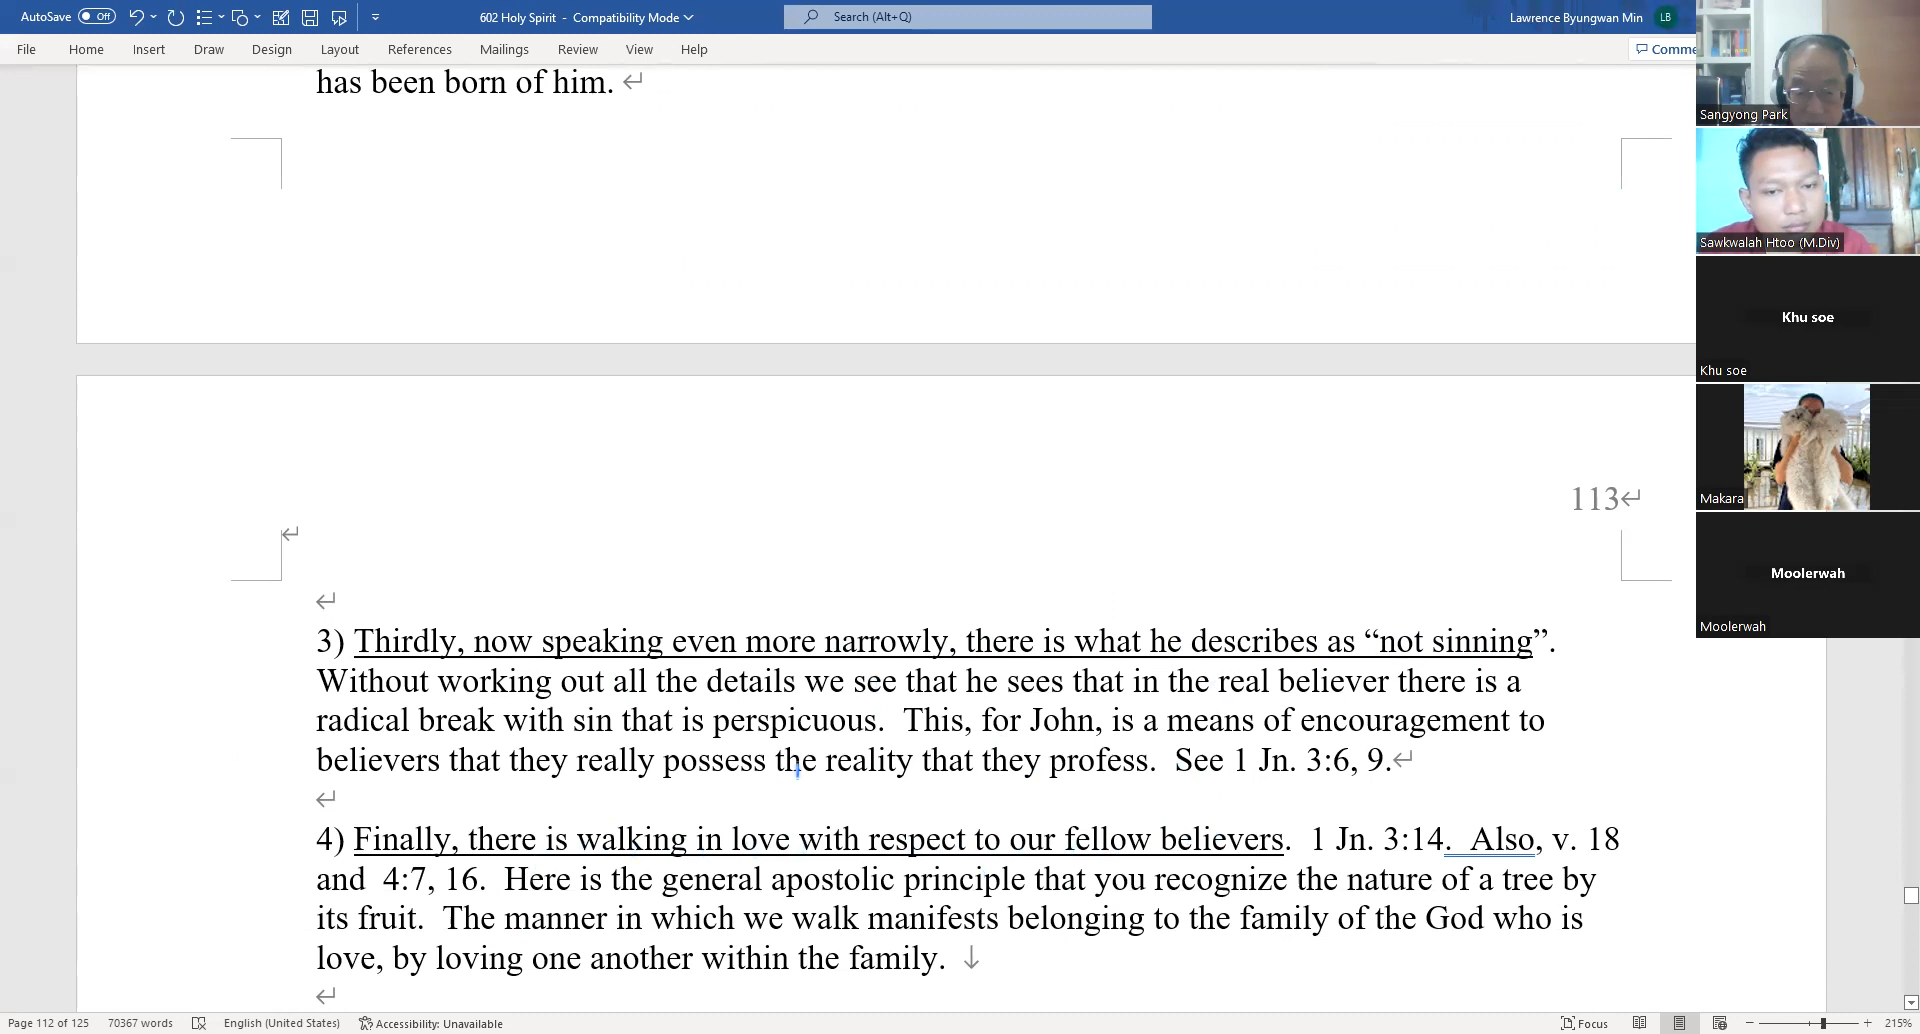 AutoSave Off 602 Holy Spirit - Compatibility Mode Search (Alt+Q) Lawrence Byungwan Min LB
File Home Insert Draw Design Layout References Mailings Review View Help Comme
has been born of him.
113
3) Thirdly, now speaking even more narrowly, there is what he describes as “not sinning”.
Without working out all the details we see that he sees that in the real believer there is a
radical break with sin that is perspicuous. This, for John, is a means of encouragement to
believers that they really possess the reality that they profess. See 1 Jn. 3:6, 9.
4) Finally, there is walking in love with respect to our fellow believers. 1 Jn. 3:14. Also, v. 18
and 4:7, 16. Here is the general apostolic principle that you recognize the nature of a tree by
its fruit. The manner in which we walk manifests belonging to the family of the God who is
love, by loving one another within the family.
Sangyong Park
Sawkwalah Htoo (M.Div)
Khu soe
Khu soe
Makara
Moolerwah
Moolerwah
Page 112 of 125 70367 words English (United States) Accessibility: Unavailable Focus 215%